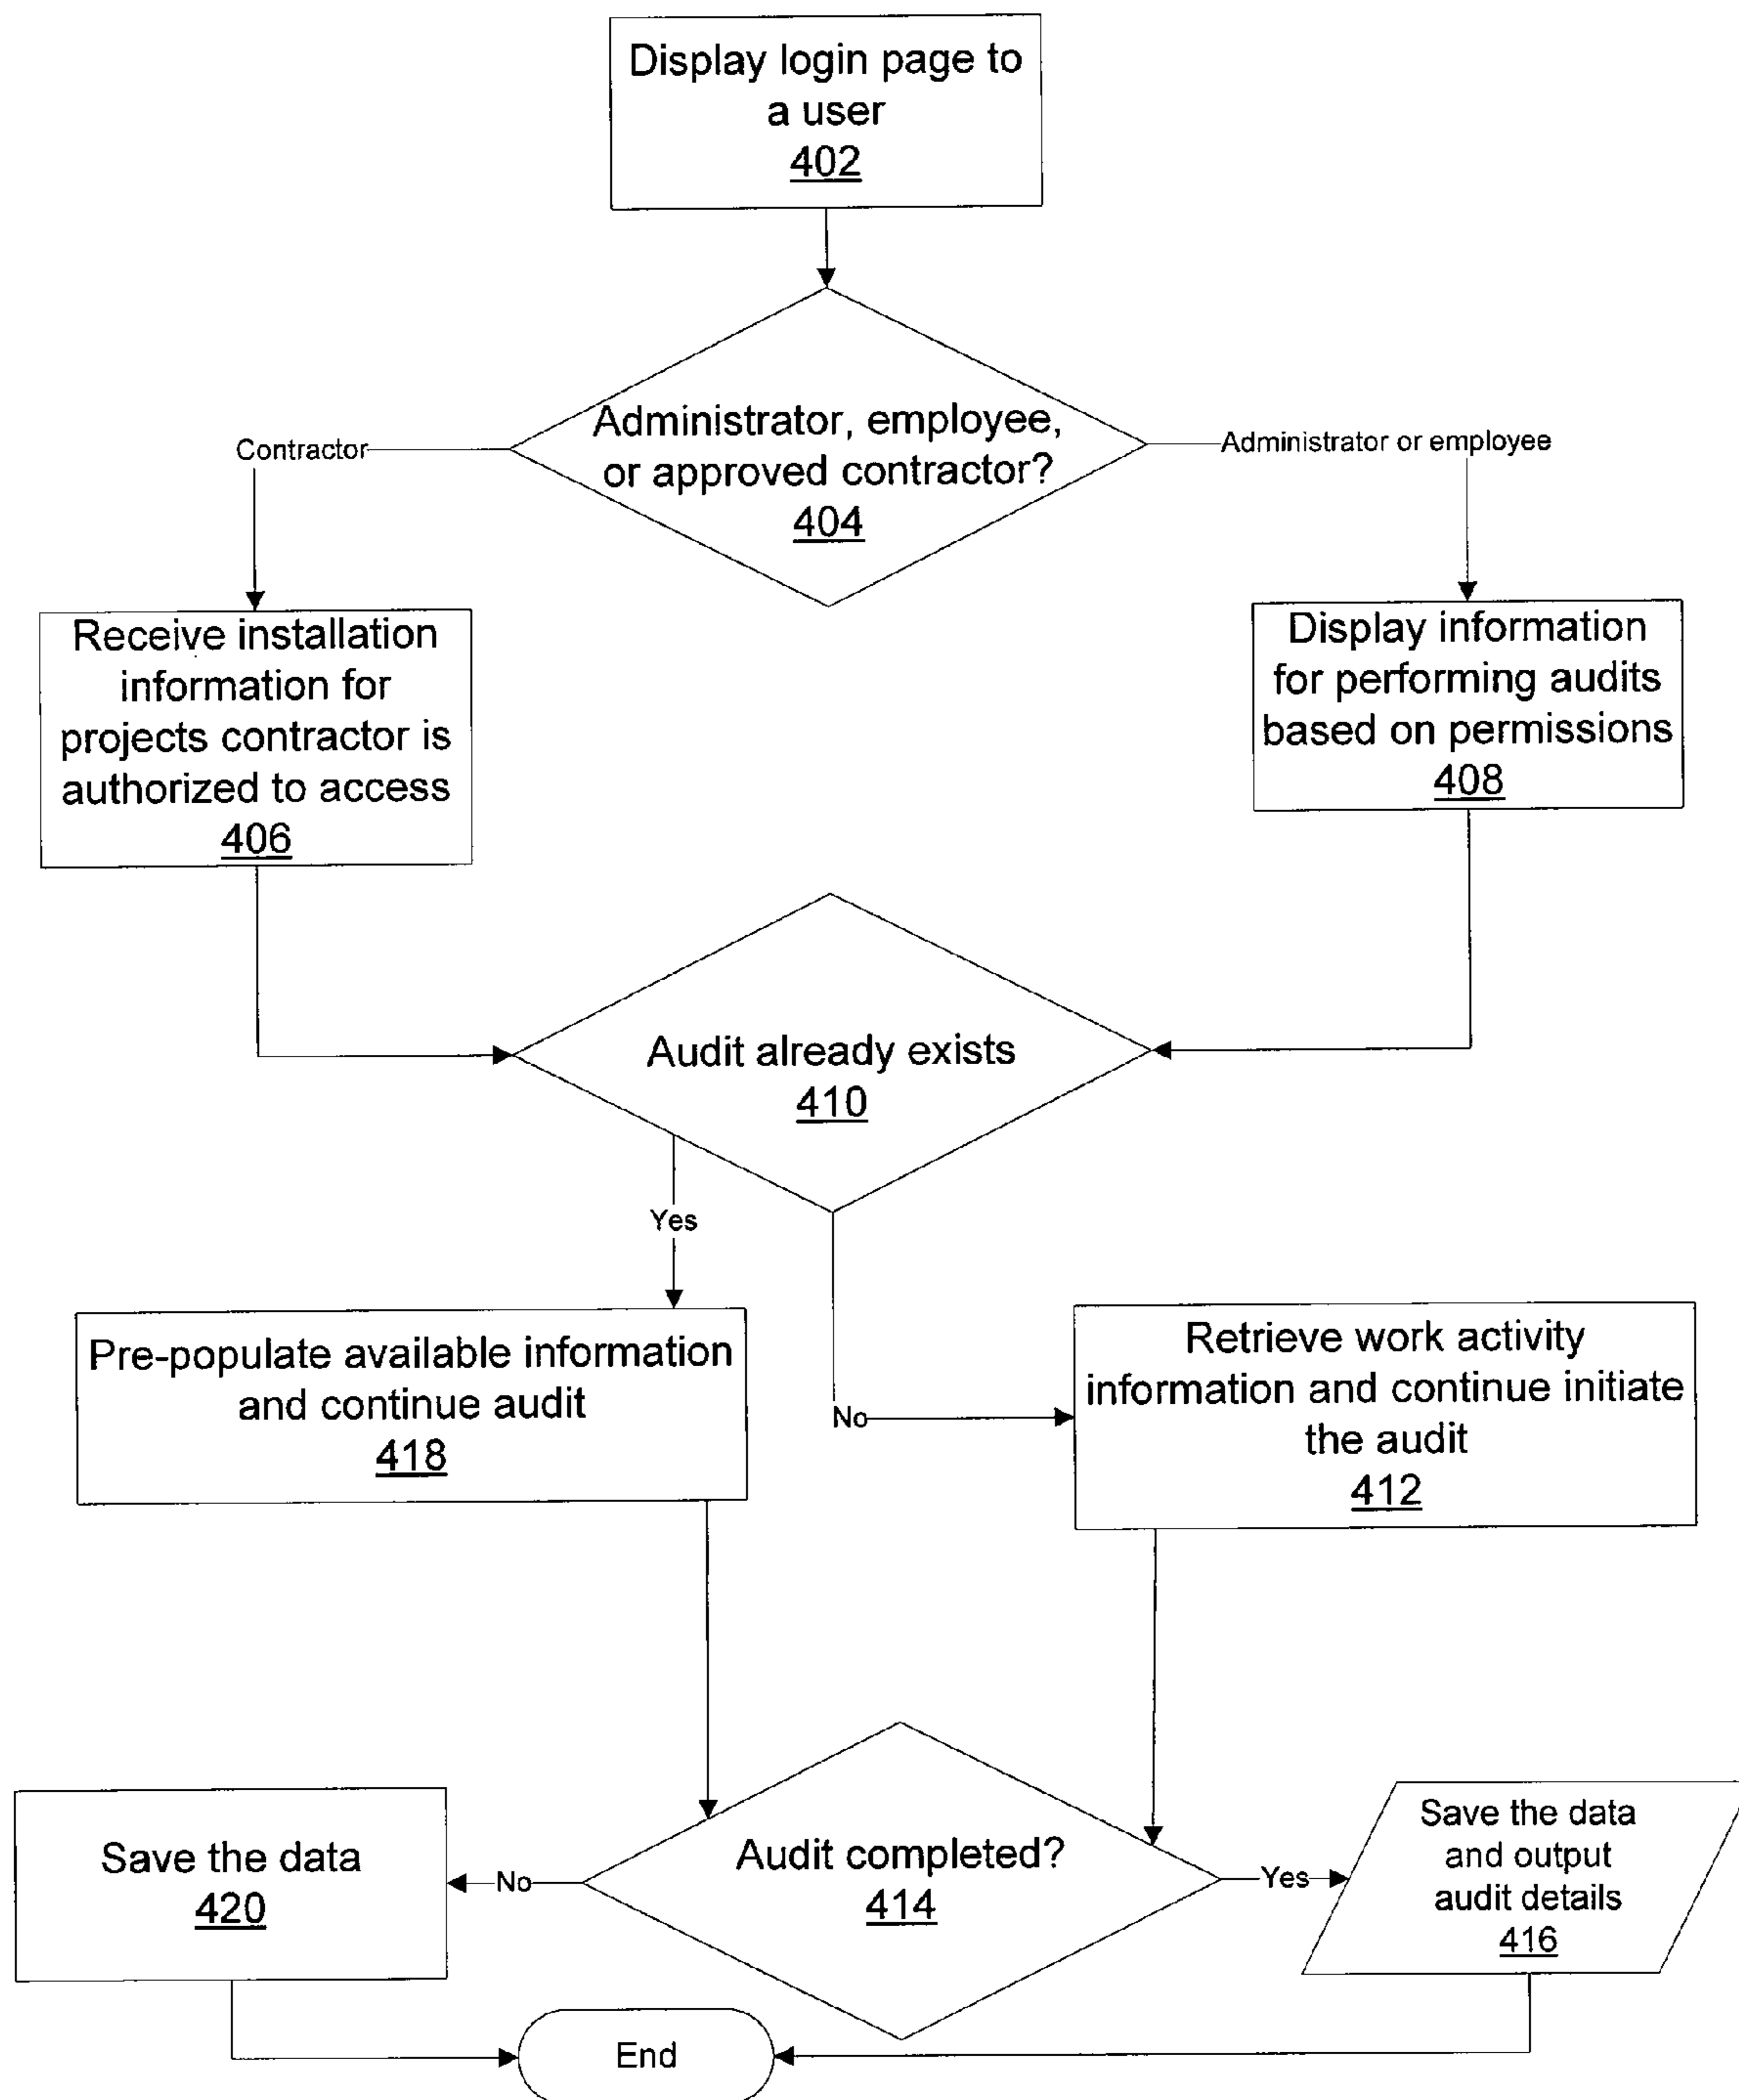 Display login page to
a user
402
Administrator, employee,
or approved contractor?
404
Contractor
Administrator or employee
Receive installation
information for
projects contractor is
authorized to access
406
Display information
for performing audits
based on permissions
408
Audit already exists
410
Yes
No
Pre-populate available information
and continue audit
418
Retrieve work activity
information and continue initiate
the audit
412
Audit completed?
414
No
Yes
Save the data
420
Save the data
and output
audit details
416
End